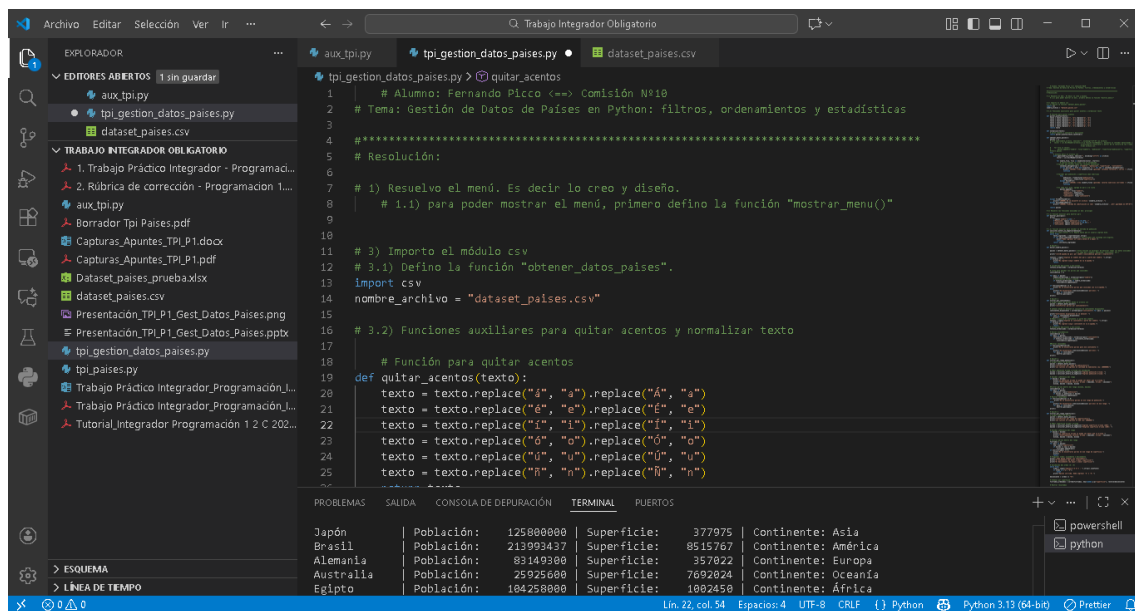 Archivo Editar Selección Ver Ir ···
Trabajo Integrador Obligatorio
EXPLORADOR ···
EDITORES ABIERTOS 1 sin guardar
aux_tpi.py
tpi_gestion_datos_paises.py
dataset_paises.csv
TRABAJO INTEGRADOR OBLIGATORIO
1. Trabajo Práctico Integrador - Programaci...
2. Rúbrica de corrección - Programacion 1....
aux_tpi.py
Borrador Tpi Paises.pdf
Capturas_Apuntes_TPI_P1.docx
Capturas_Apuntes_TPI_P1.pdf
Dataset_paises_prueba.xlsx
dataset_paises.csv
Presentación_TPI_P1_Gest_Datos_Paises.png
Presentación_TPI_P1_Gest_Datos_Paises.pptx
tpi_gestion_datos_paises.py
tpi_paises.py
Trabajo Práctico Integrador_Programación_I...
Trabajo Práctico Integrador_Programación_I...
Tutorial_Integrador Programación 1 2 C 202...
ESQUEMA
LÍNEA DE TIEMPO
aux_tpi.py tpi_gestion_datos_paises.py dataset_paises.csv
tpi_gestion_datos_paises.py > quitar_acentos
1 # Alumno: Fernando Picco <==> Comisión Nº10
2 # Tema: Gestión de Datos de Países en Python: filtros, ordenamientos y estadísticas
3
4 #************************************************************************************
5 # Resolución:
6
7 # 1) Resuelvo el menú. Es decir lo creo y diseño.
8 # 1.1) para poder mostrar el menú, primero defino la función "mostrar_menu()"
9
10
11 # 3) Importo el módulo csv
12 # 3.1) Defino la función "obtener_datos_paises".
13 import csv
14 nombre_archivo = "dataset_paises.csv"
15
16 # 3.2) Funciones auxiliares para quitar acentos y normalizar texto
17
18 # Función para quitar acentos
19 def quitar_acentos(texto):
20 texto = texto.replace("á", "a").replace("Á", "a")
21 texto = texto.replace("é", "e").replace("É", "e")
22 texto = texto.replace("í", "i").replace("Í", "i")
23 texto = texto.replace("ó", "o").replace("Ó", "o")
24 texto = texto.replace("ú", "u").replace("Ú", "u")
25 texto = texto.replace("ñ", "n").replace("Ñ", "n")
26 return texto
PROBLEMAS SALIDA CONSOLA DE DEPURACIÓN TERMINAL PUERTOS
Japón | Población: 125800000 | Superficie: 377975 | Continente: Asia
Brasil | Población: 213993437 | Superficie: 8515767 | Continente: América
Alemania | Población: 83149300 | Superficie: 357022 | Continente: Europa
Australia | Población: 25925600 | Superficie: 7692024 | Continente: Oceanía
Egipto | Población: 104258000 | Superficie: 1002450 | Continente: África
powershell
python
0 0 Lín. 22, col. 54 Espacios: 4 UTF-8 CRLF {} Python Python 3.13 (64-bit) Prettier